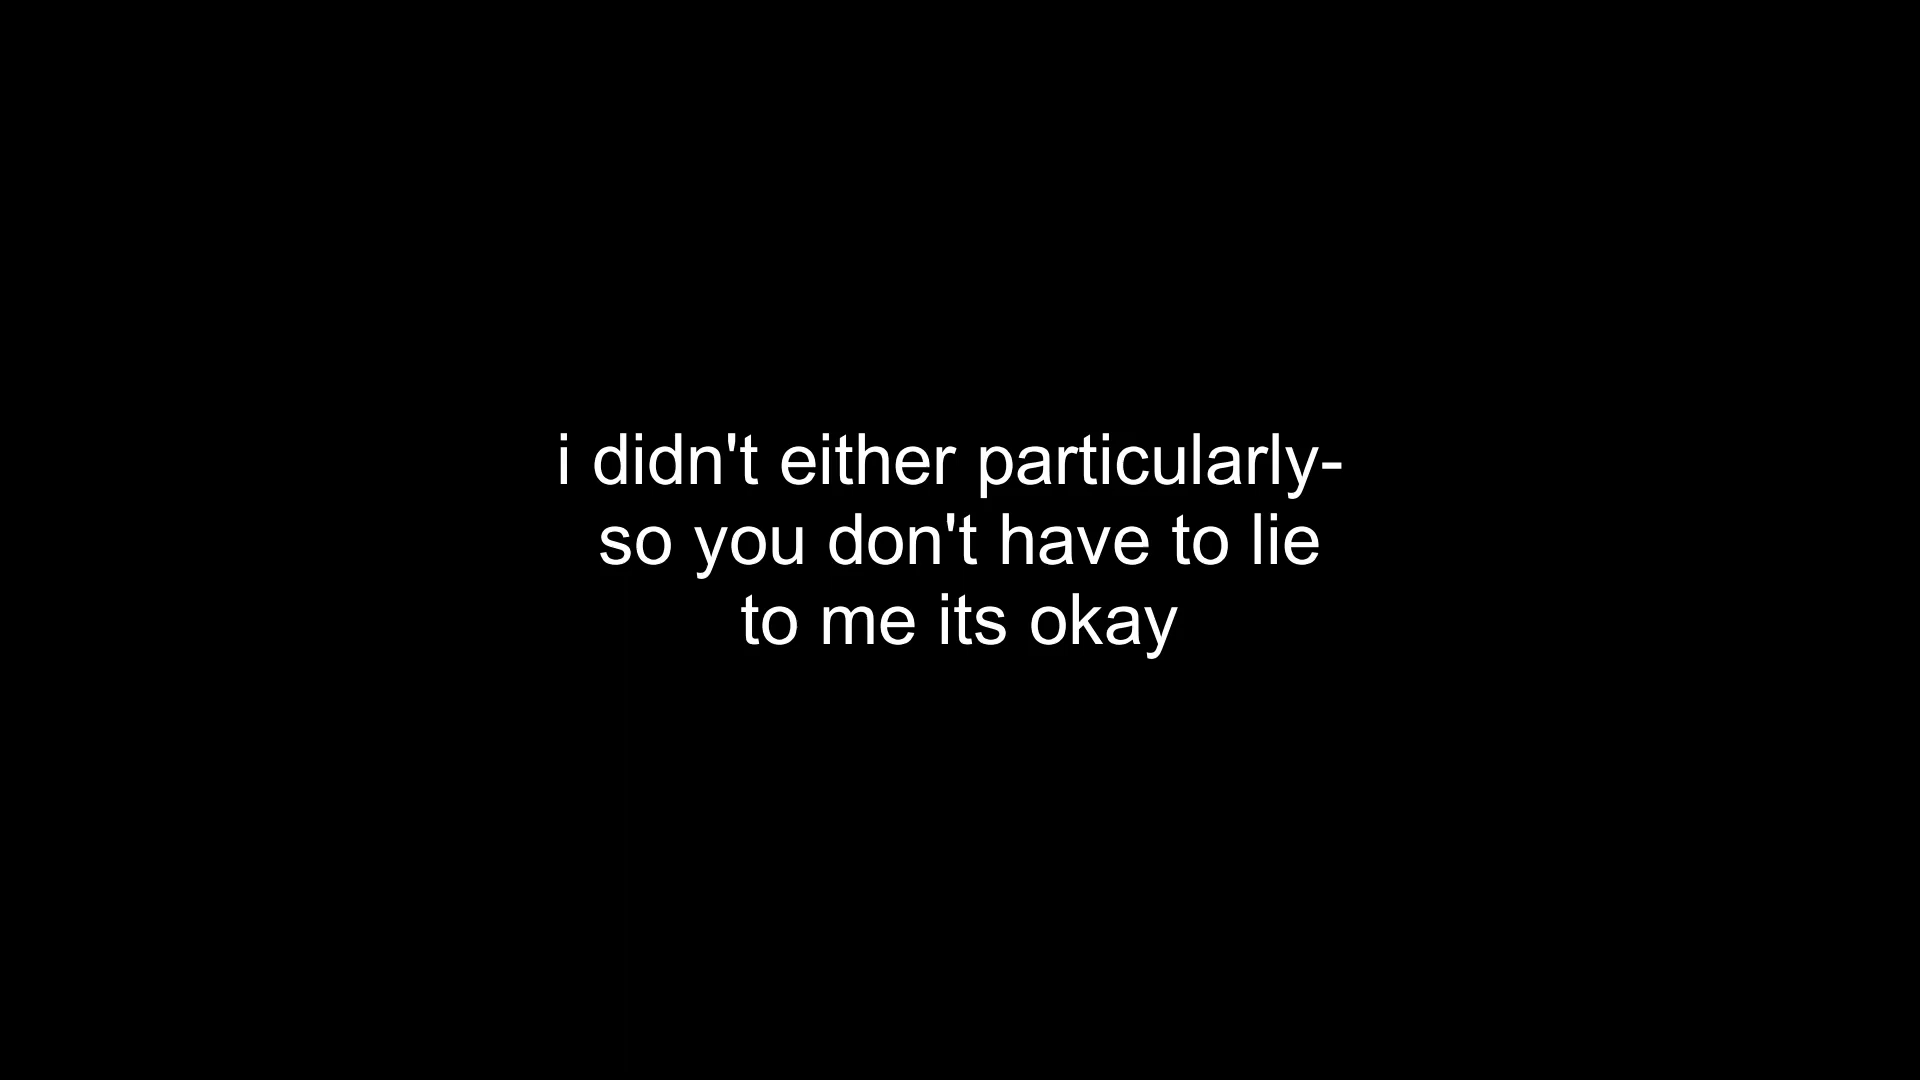 i didn't either particularly-
so you don't have to lie
to me its okay